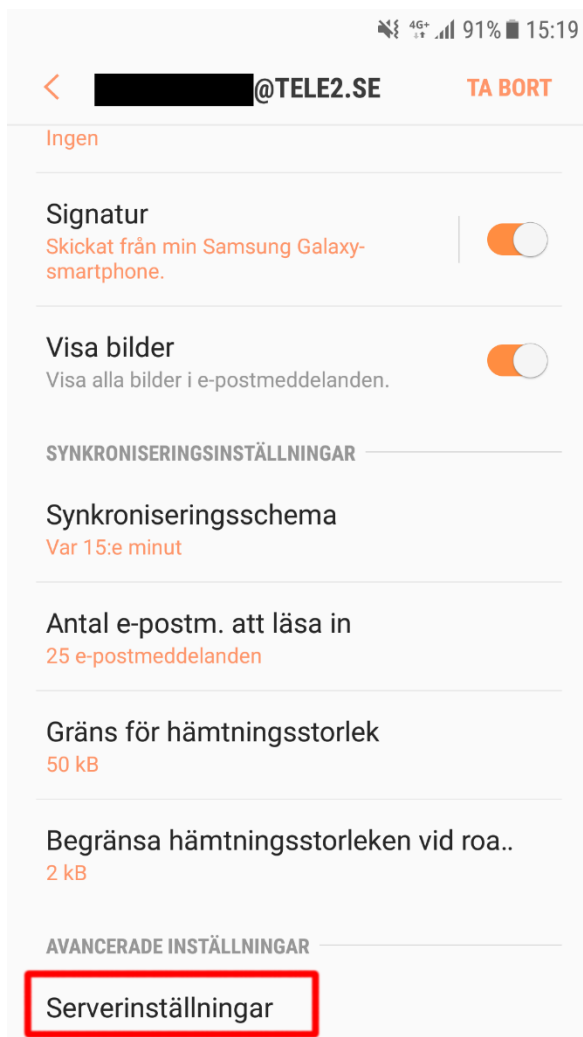 4G+ 91% 15:19
@TELE2.SE TA BORT
Ingen
Signatur
Skickat från min Samsung Galaxy-
smartphone.
Visa bilder
Visa alla bilder i e-postmeddelanden.
SYNKRONISERINGSINSTÄLLNINGAR
Synkroniseringsschema
Var 15:e minut
Antal e-postm. att läsa in
25 e-postmeddelanden
Gräns för hämtningsstorlek
50 kB
Begränsa hämtningsstorleken vid roa..
2 kB
AVANCERADE INSTÄLLNINGAR
Serverinställningar